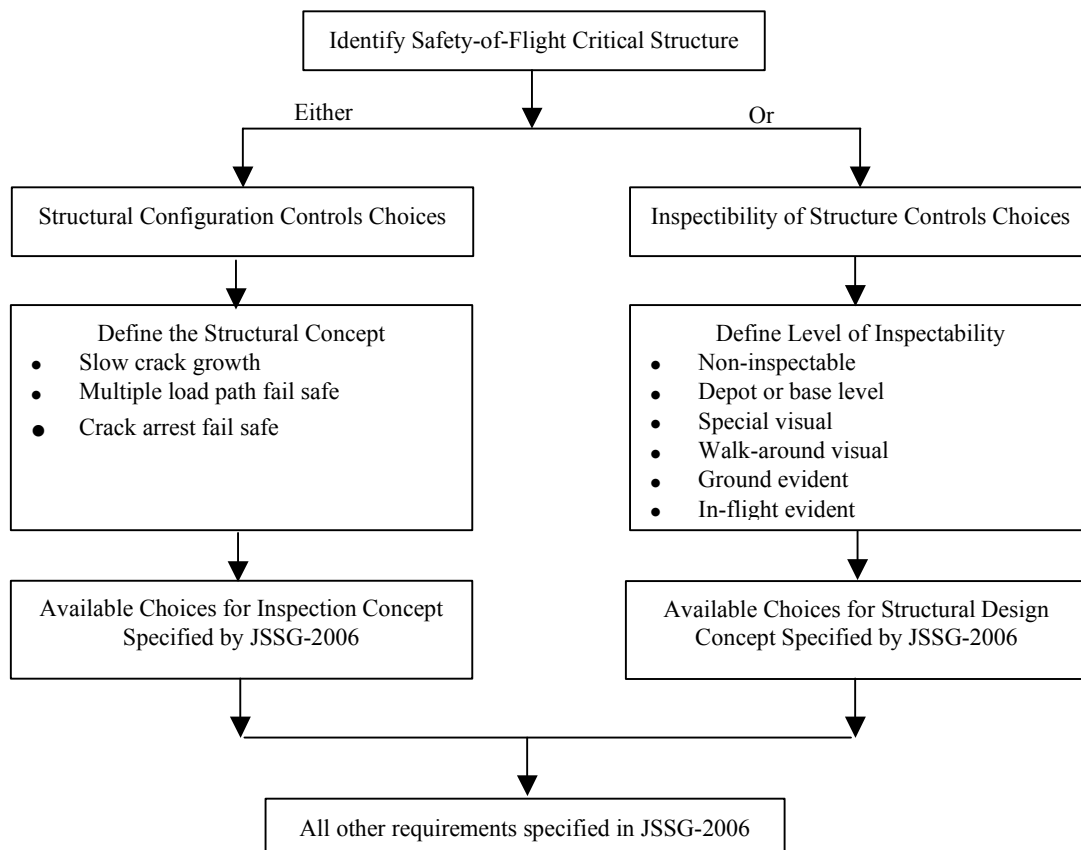 Identify Safety-of-Flight Critical Structure
Either
Or
Structural Configuration Controls Choices
Inspectibility of Structure Controls Choices
Define the Structural Concept
• Slow crack growth
• Multiple load path fail safe
• Crack arrest fail safe
Define Level of Inspectability
• Non-inspectable
• Depot or base level
• Special visual
• Walk-around visual
• Ground evident
• In-flight evident
Available Choices for Inspection Concept
Specified by JSSG-2006
Available Choices for Structural Design
Concept Specified by JSSG-2006
All other requirements specified in JSSG-2006